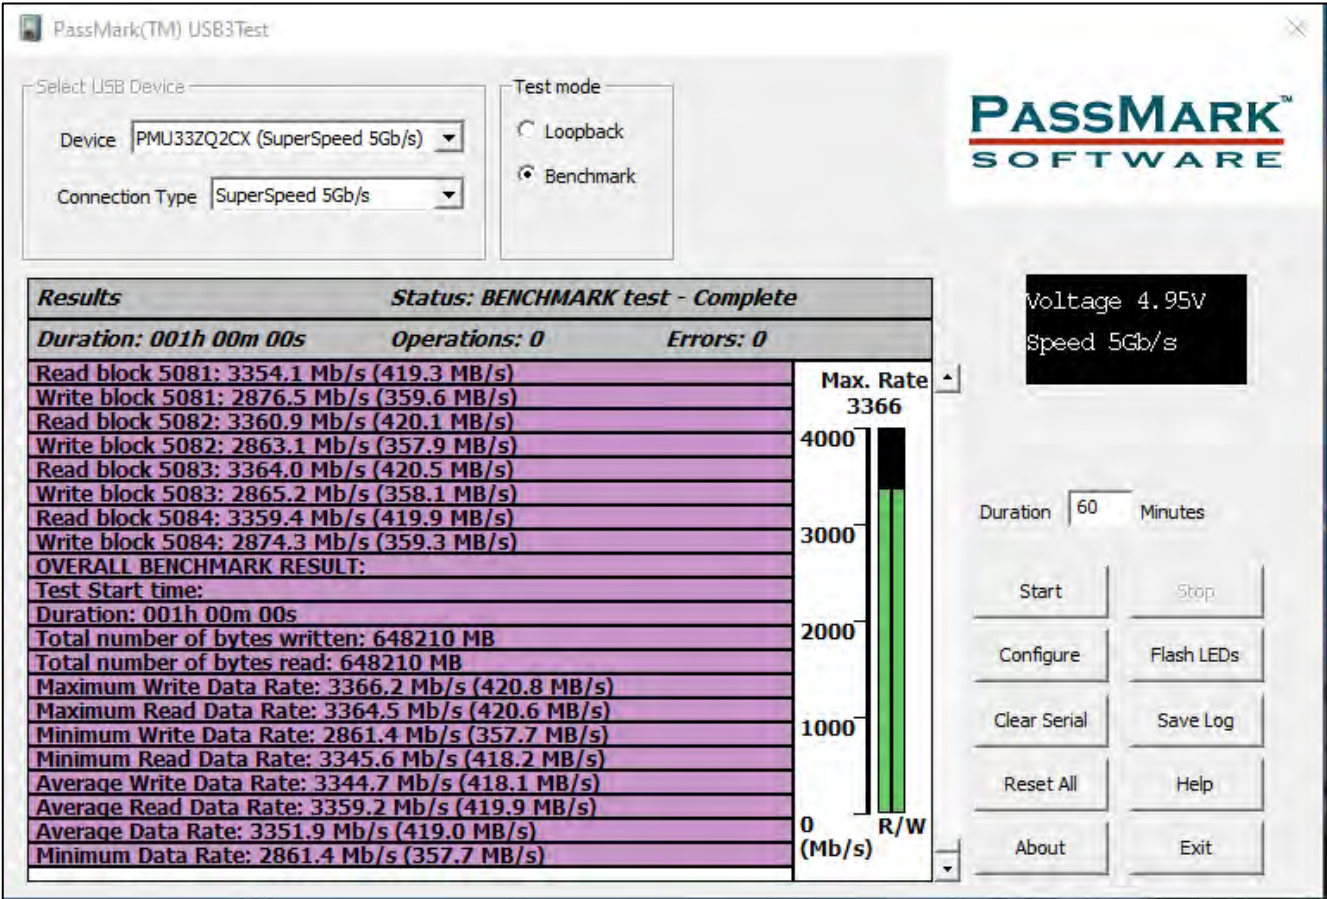 PassMark(TM) USB3Test
Select USB Device
Device PMU33ZQ2CX (SuperSpeed 5Gb/s)
Connection Type SuperSpeed 5Gb/s
Test mode
Loopback
Benchmark
PASSMARK™
SOFTWARE
Results Status: BENCHMARK test - Complete
Duration: 001h 00m 00s Operations: 0 Errors: 0
Read block 5081: 3354.1 Mb/s (419.3 MB/s)
Write block 5081: 2876.5 Mb/s (359.6 MB/s)
Read block 5082: 3360.9 Mb/s (420.1 MB/s)
Write block 5082: 2863.1 Mb/s (357.9 MB/s)
Read block 5083: 3364.0 Mb/s (420.5 MB/s)
Write block 5083: 2865.2 Mb/s (358.1 MB/s)
Read block 5084: 3359.4 Mb/s (419.9 MB/s)
Write block 5084: 2874.3 Mb/s (359.3 MB/s)
OVERALL BENCHMARK RESULT:
Test Start time:
Duration: 001h 00m 00s
Total number of bytes written: 648210 MB
Total number of bytes read: 648210 MB
Maximum Write Data Rate: 3366.2 Mb/s (420.8 MB/s)
Maximum Read Data Rate: 3364.5 Mb/s (420.6 MB/s)
Minimum Write Data Rate: 2861.4 Mb/s (357.7 MB/s)
Minimum Read Data Rate: 3345.6 Mb/s (418.2 MB/s)
Average Write Data Rate: 3344.7 Mb/s (418.1 MB/s)
Average Read Data Rate: 3359.2 Mb/s (419.9 MB/s)
Average Data Rate: 3351.9 Mb/s (419.0 MB/s)
Minimum Data Rate: 2861.4 Mb/s (357.7 MB/s)
Max. Rate
3366
4000
3000
2000
1000
0 R/W
(Mb/s)
Voltage 4.95V
Speed 5Gb/s
Duration 60 Minutes
Start Stop
Configure Flash LEDs
Clear Serial Save Log
Reset All Help
About Exit